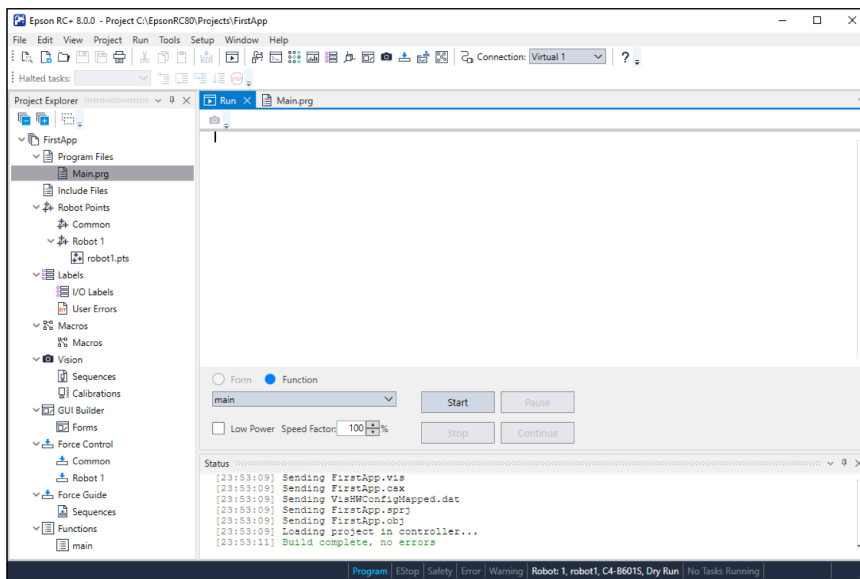 Epson RC+ 8.0.0 - Project C:\EpsonRC80\Projects\FirstApp
File Edit View Project Run Tools Setup Window Help
Connection: Virtual 1 ?
Halted tasks:
Project Explorer
Run Main.prg
FirstApp
Program Files
Main.prg
Include Files
Robot Points
Common
Robot 1
robot1.pts
Labels
I/O Labels
User Errors
Macros
Macros
Vision
Sequences
Calibrations
GUI Builder
Forms
Force Control
Common
Robot 1
Force Guide
Sequences
Functions
main
Form Function
main
Start Pause
Low Power Speed Factor: 100 %
Stop Continue
Status
[23:53:09] Sending FirstApp.vis
[23:53:09] Sending FirstApp.cax
[23:53:09] Sending VisHWConfigMapped.dat
[23:53:09] Sending FirstApp.sprj
[23:53:09] Sending FirstApp.obj
[23:53:09] Loading project in controller...
[23:53:11] Build complete, no errors
Program EStop Safety Error Warning Robot: 1, robot1, C4-B601S, Dry Run No Tasks Running